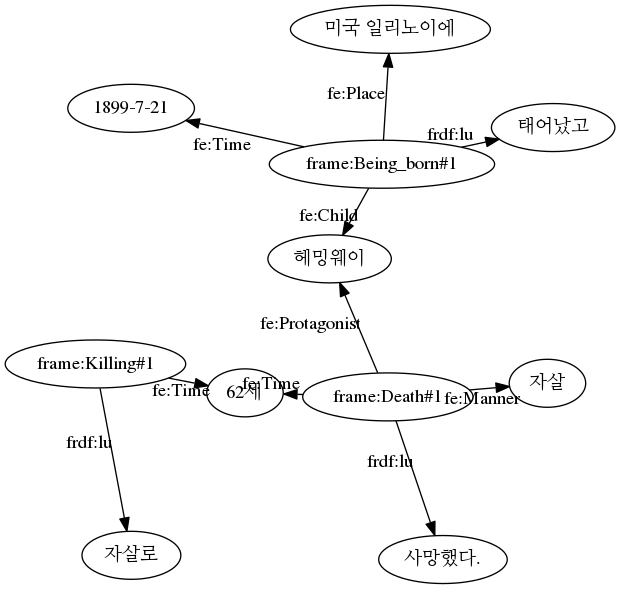 미국 일리노이에
fe:Place
1899-7-21
태어났고
frdf:lu
fe:Time
frame:Being_born#1
fe:Child
헤밍웨이
fe:Protagonist
frame:Killing#1
fe:Time
62세
fe:Time
frame:Death#1
fe:Manner
자살
frdf:lu
frdf:lu
자살로
사망했다.